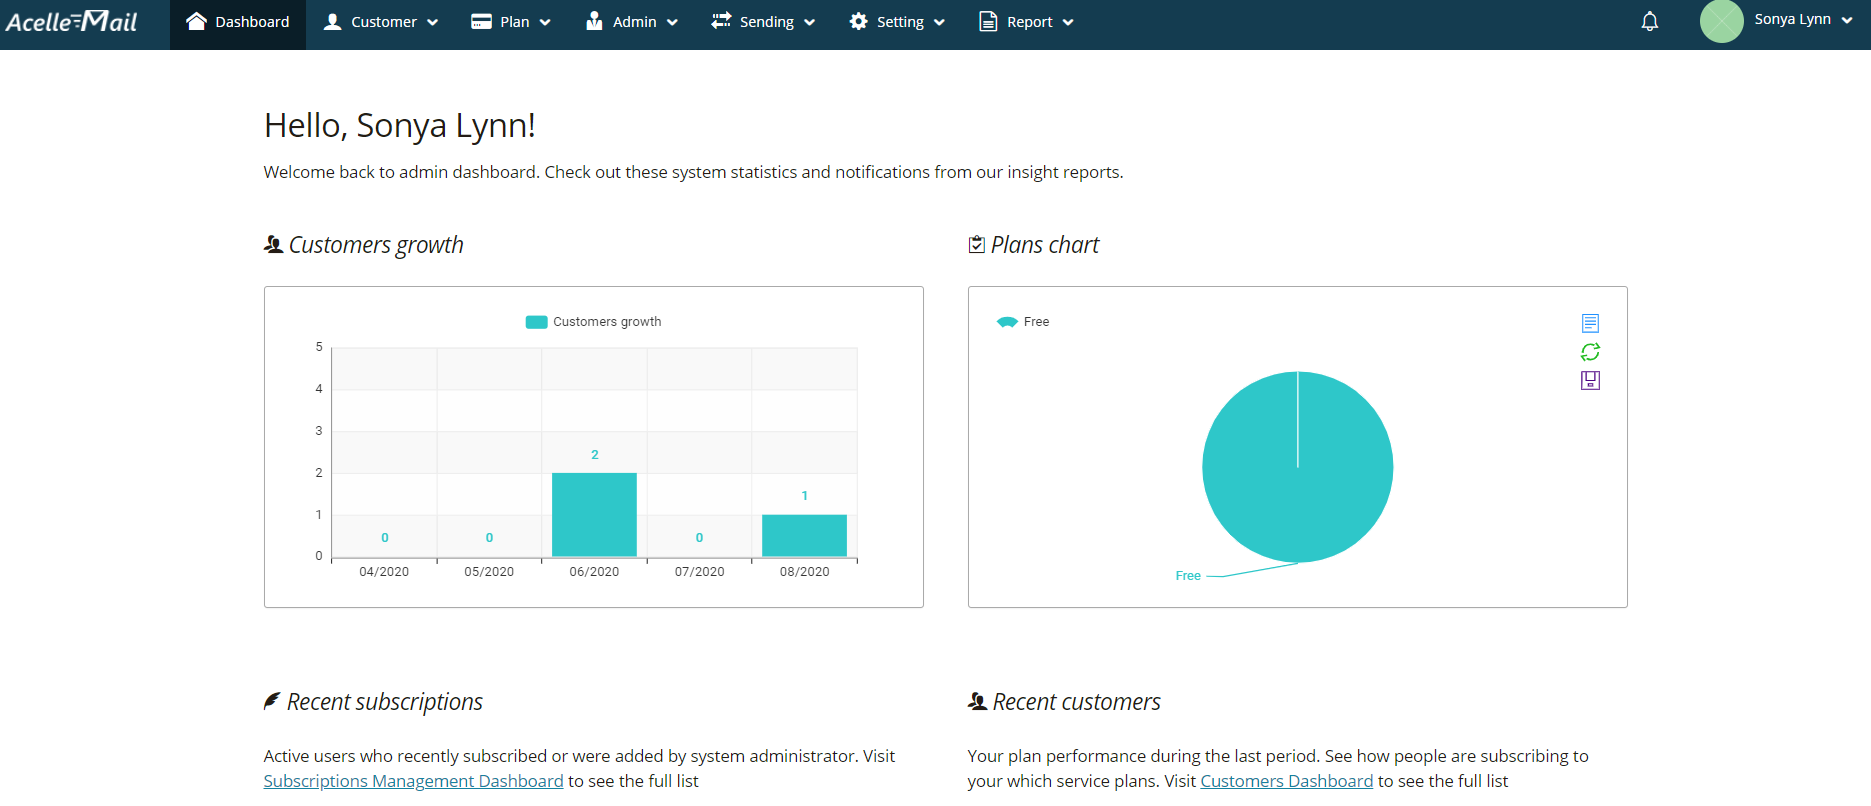 Acelle Mail
Dashboard
Customer
Plan
Admin
Sending
Setting
Report
Sonya Lynn
Hello, Sonya Lynn!
Welcome back to admin dashboard. Check out these system statistics and notifications from our insight reports.
Customers growth
Customers growth
5
4
3
2
1
0
0
0
2
0
1
04/2020
05/2020
06/2020
07/2020
08/2020
Plans chart
Free
Free
Recent subscriptions
Active users who recently subscribed or were added by system administrator. Visit
Subscriptions Management Dashboard to see the full list
Recent customers
Your plan performance during the last period. See how people are subscribing to
your which service plans. Visit Customers Dashboard to see the full list